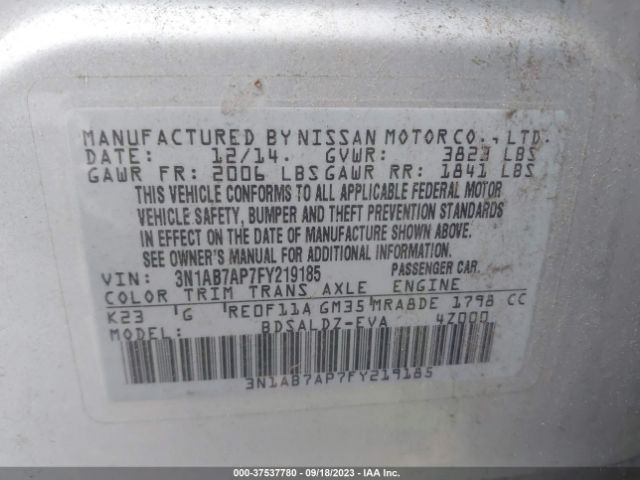 MANUFACTURED BY NISSAN MOTOR CO., LTD.
DATE: 12/14. GVWR: 3823 LBS
GAWR FR: 2006 LBS GAWR RR: 1841 LBS
THIS VEHICLE CONFORMS TO ALL APPLICABLE FEDERAL MOTOR
VEHICLE SAFETY, BUMPER AND THEFT PREVENTION STANDARDS
IN EFFECT ON THE DATE OF MANUFACTURE SHOWN ABOVE.
SEE OWNER'S MANUAL FOR ADDITIONAL INFORMATION.
VIN: 3N1AB7AP7FY219185 PASSENGER CAR.
COLOR TRIM TRANS AXLE ENGINE
K23 G RE0F11A GM35 MRA8DE 1798 CC
MODEL: BDSALDZ-EVA 4Z000
3N1AB7AP7FY219185
000-37537780 - 09/18/2023 - IAA Inc.